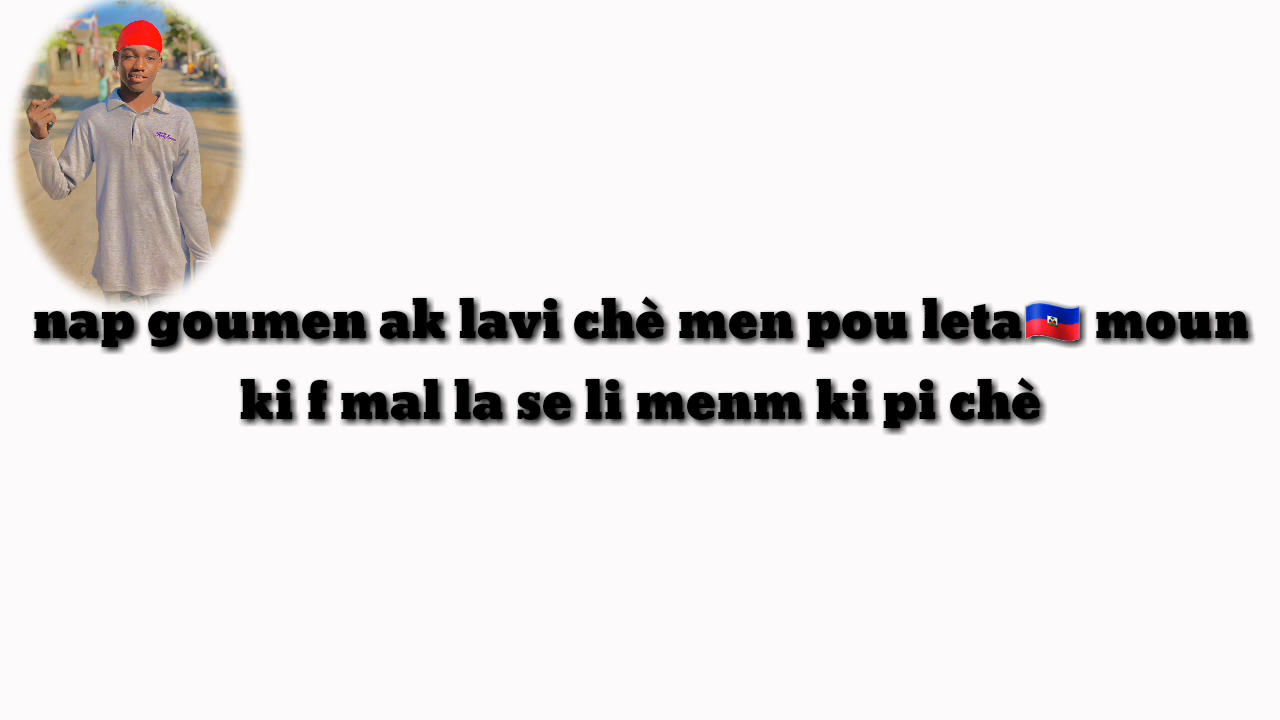 nap goumen ak lavi chè men pou leta🇭🇹 moun
ki f mal la se li menm ki pi chè